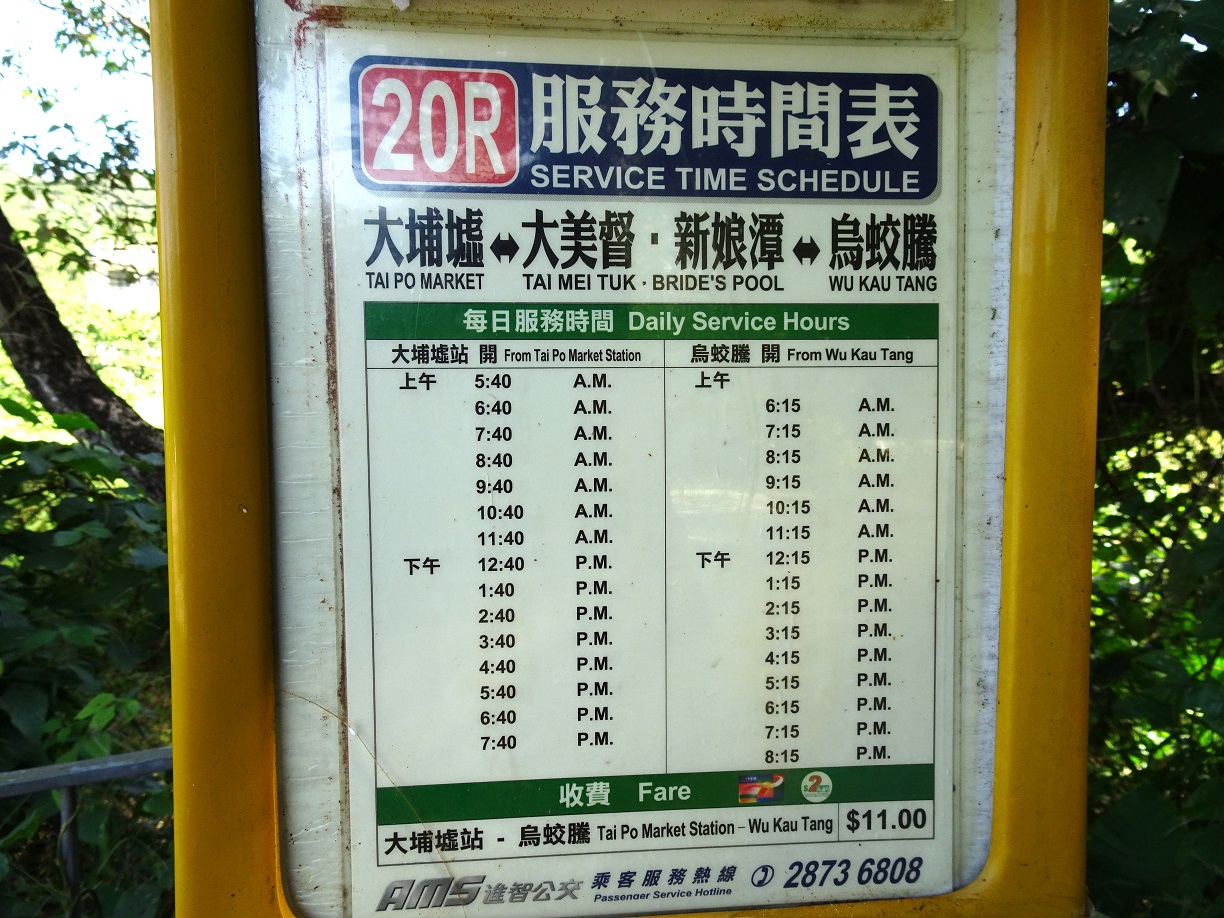 20R 服務時間表
SERVICE TIME SCHEDULE
大埔墟 ↔ 大美督 · 新娘潭 ↔ 烏蛟騰
TAI PO MARKET TAI MEI TUK · BRIDE'S POOL WU KAU TANG
每日服務時間 Daily Service Hours
大埔墟站 開 From Tai Po Market Station 烏蛟騰 開 From Wu Kau Tang
上午 5:40 A.M. 上午
6:40 A.M. 6:15 A.M.
7:40 A.M. 7:15 A.M.
8:40 A.M. 8:15 A.M.
9:40 A.M. 9:15 A.M.
10:40 A.M. 10:15 A.M.
11:40 A.M. 11:15 A.M.
下午 12:40 P.M. 下午 12:15 P.M.
1:40 P.M. 1:15 P.M.
2:40 P.M. 2:15 P.M.
3:40 P.M. 3:15 P.M.
4:40 P.M. 4:15 P.M.
5:40 P.M. 5:15 P.M.
6:40 P.M. 6:15 P.M.
7:40 P.M. 7:15 P.M.
8:15 P.M.
收費 Fare $2
大埔墟站 - 烏蛟騰 Tai Po Market Station – Wu Kau Tang $11.00
AMS 進智公交 乘客服務熱線 2873 6808
Passenger Service Hotline